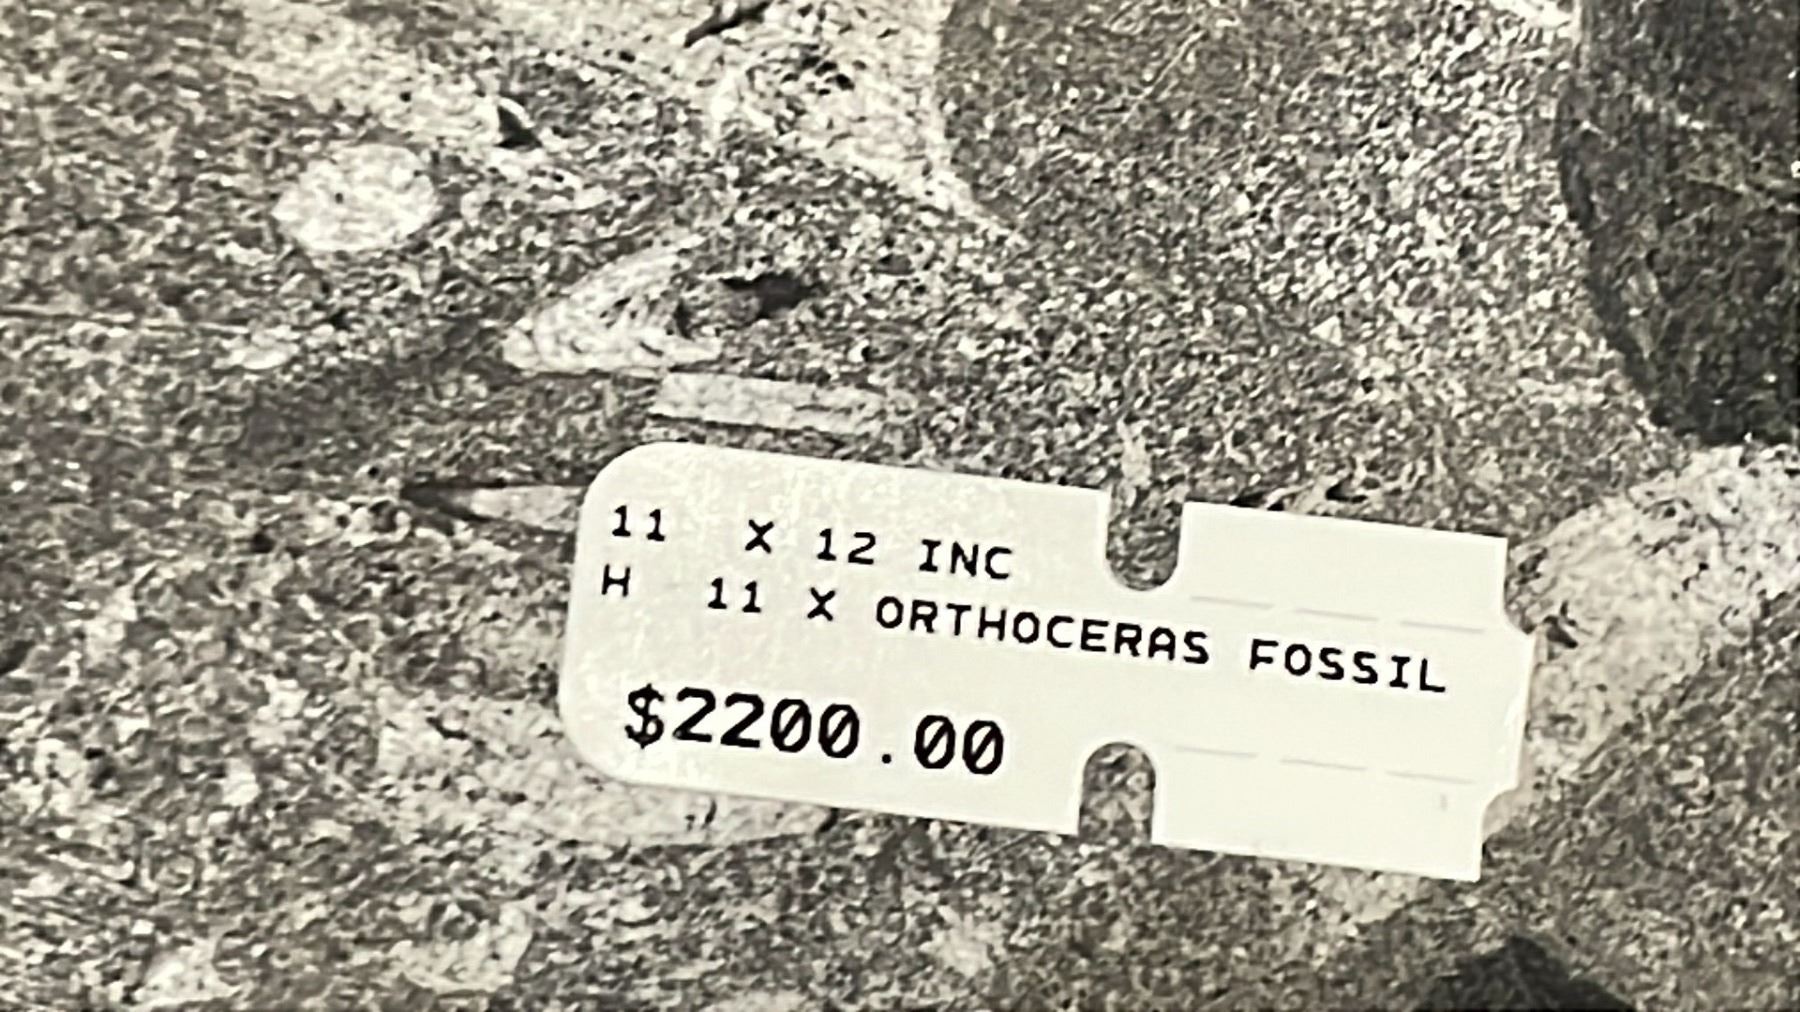 11 X 12 INC
H 11 X ORTHOCERAS FOSSIL
$2200.00